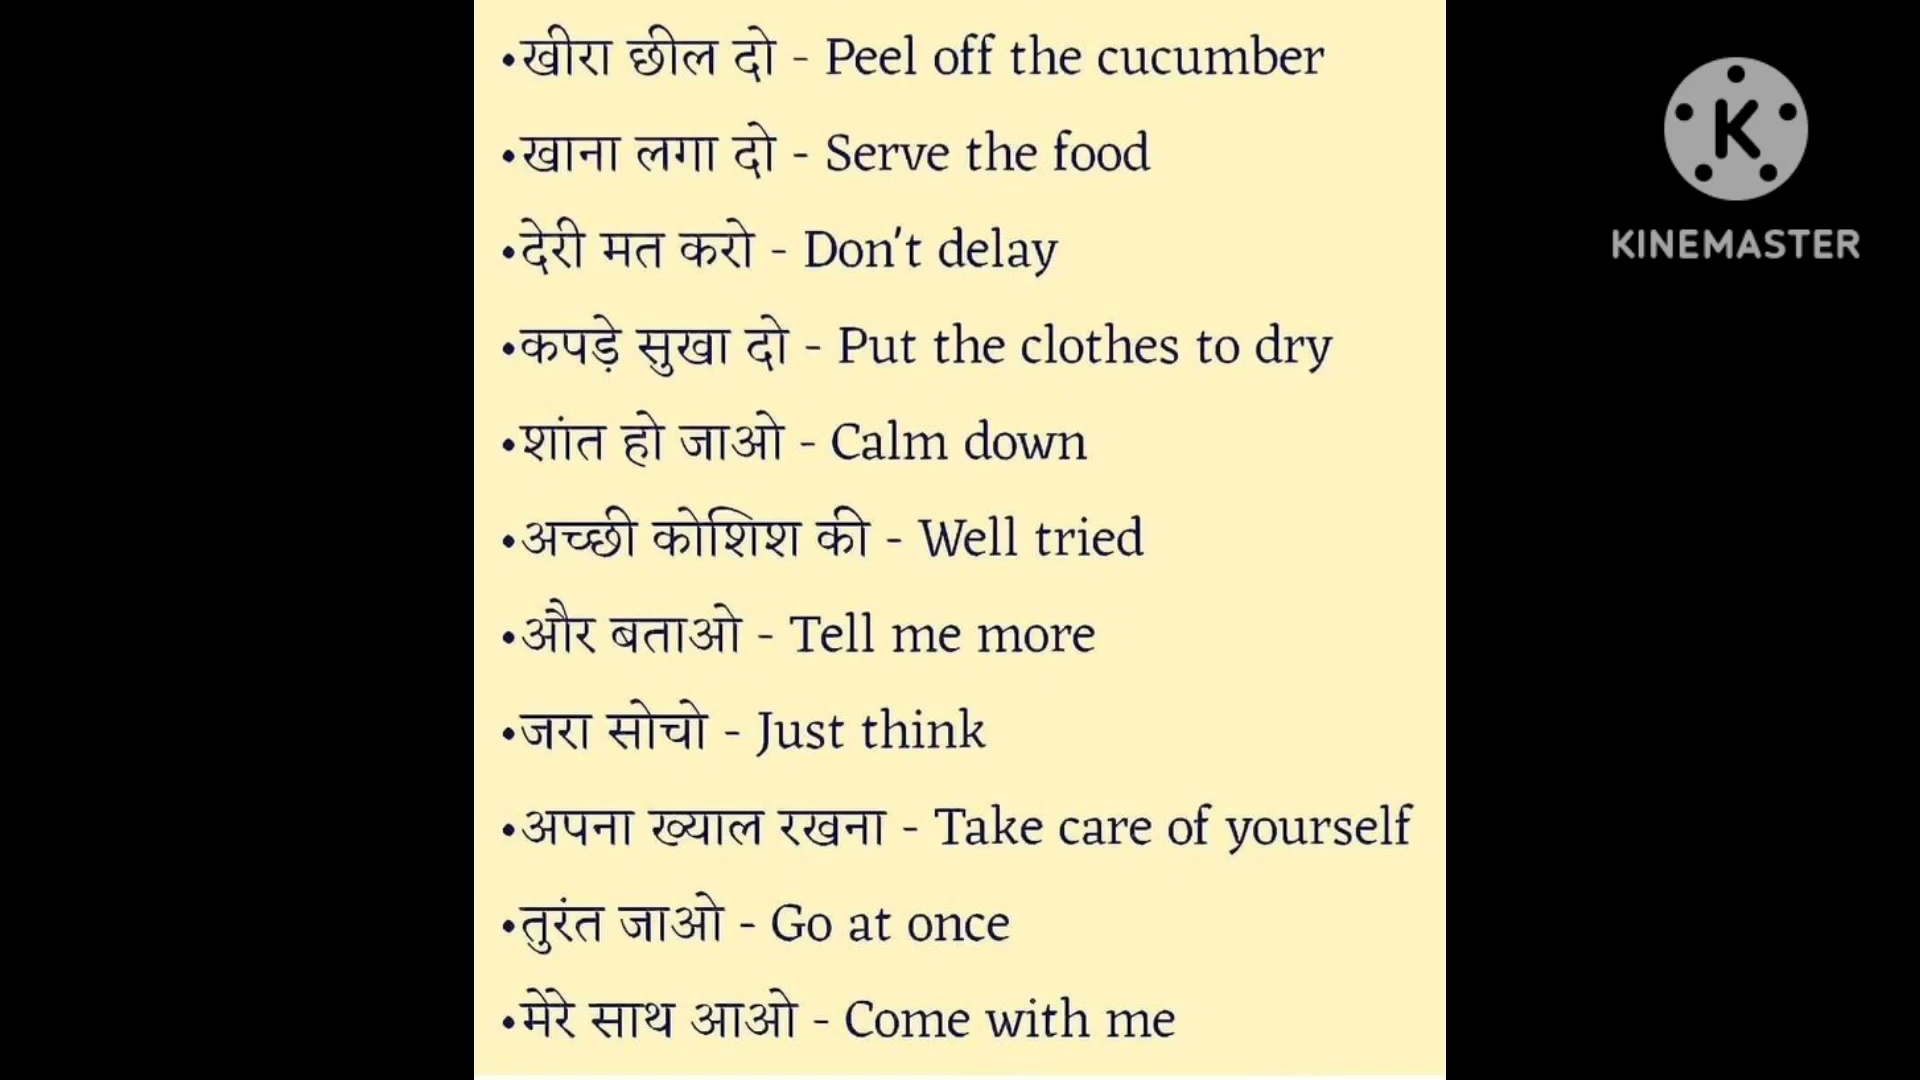 •खीरा छील दो - Peel off the cucumber
•खाना लगा दो - Serve the food
•देरी मत करो - Don't delay
•कपड़े सुखा दो - Put the clothes to dry
•शांत हो जाओ - Calm down
•अच्छी कोशिश की - Well tried
•और बताओ - Tell me more
•जरा सोचो - Just think
•अपना ख्याल रखना - Take care of yourself
•तुरंत जाओ - Go at once
•मेरे साथ आओ - Come with me
K
KINEMASTER